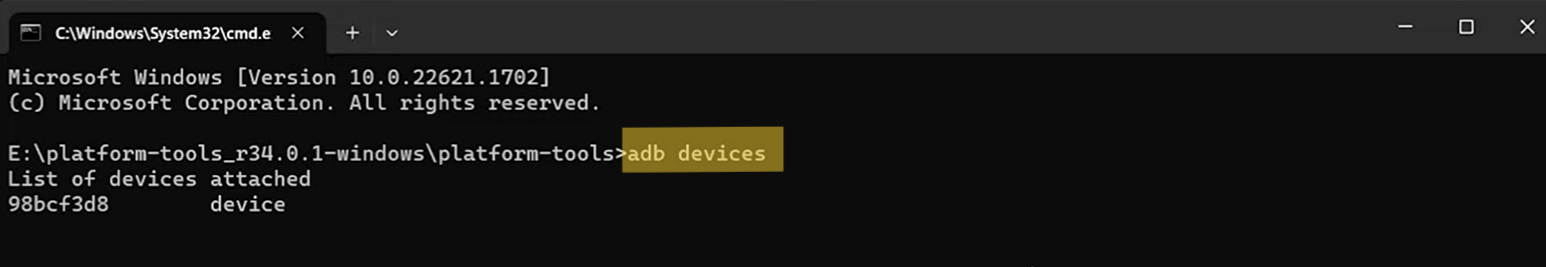 C:\Windows\System32\cmd.e
Microsoft Windows [Version 10.0.22621.1702]
(c) Microsoft Corporation. All rights reserved.
E:\platform-tools_r34.0.1-windows\platform-tools>adb devices
List of devices attached
98bcf3d8        device